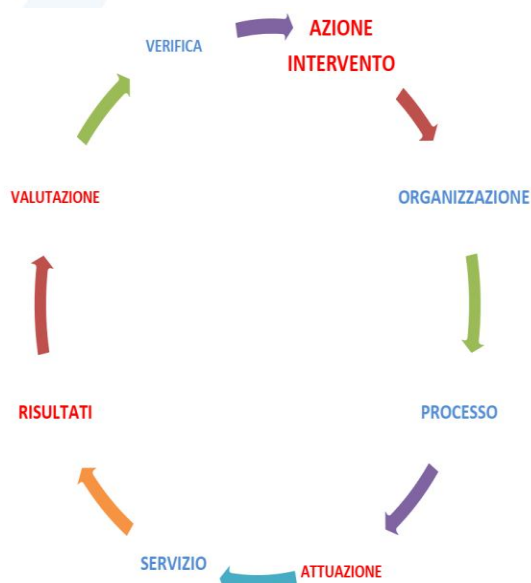 VERIFICA
AZIONE
INTERVENTO
ORGANIZZAZIONE
PROCESSO
ATTUAZIONE
SERVIZIO
RISULTATI
VALUTAZIONE